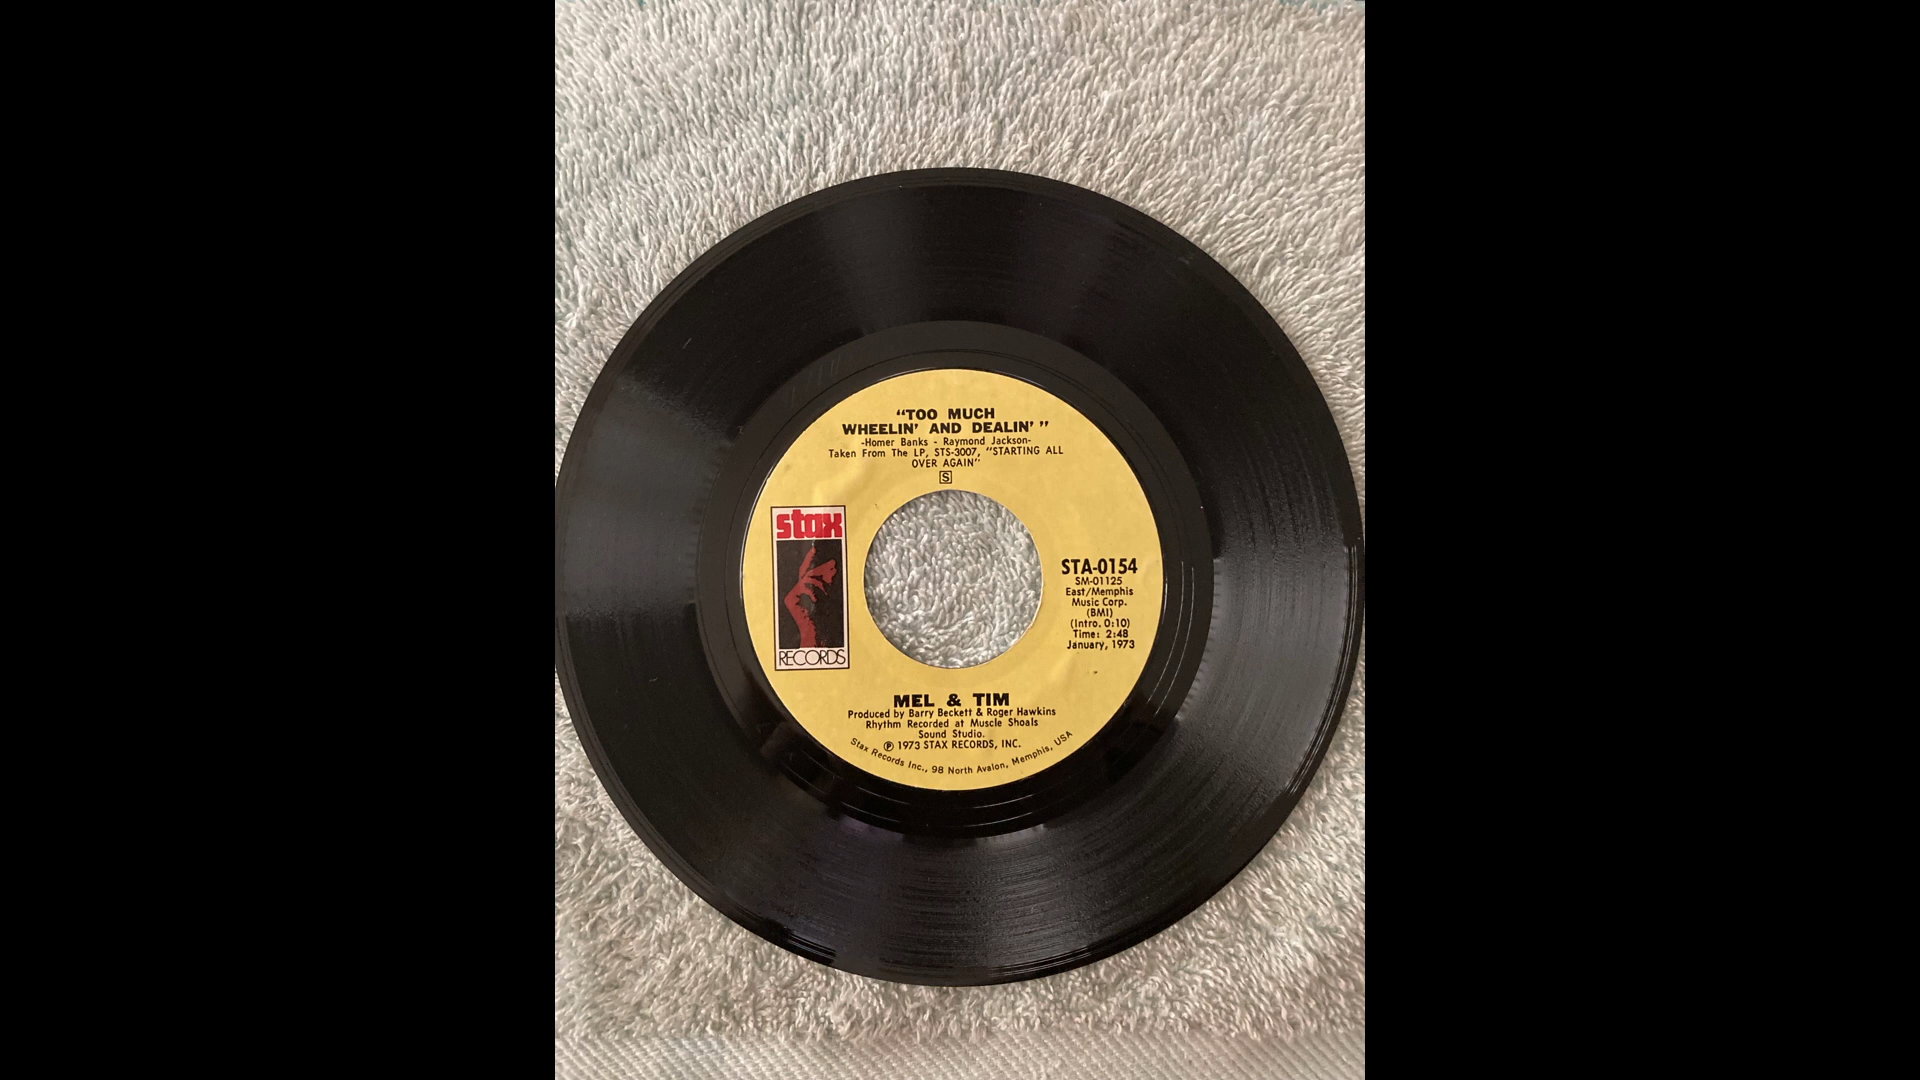 "TOO MUCH
WHEELIN' AND DEALIN' "
-Homer Banks - Raymond Jackson-
Taken From The LP, STS-3007, "STARTING ALL
OVER AGAIN"
S
stax
RECORDS
STA-0154
SM-01125
East/Memphis
Music Corp.
(BMI)
(Intro. 0:10)
Time: 2:48
January, 1973
MEL & TIM
Produced by Barry Beckett & Roger Hawkins
Rhythm Recorded at Muscle Shoals
Sound Studio.
℗ 1973 STAX RECORDS, INC.
Stax Records Inc., 98 North Avalon, Memphis, USA